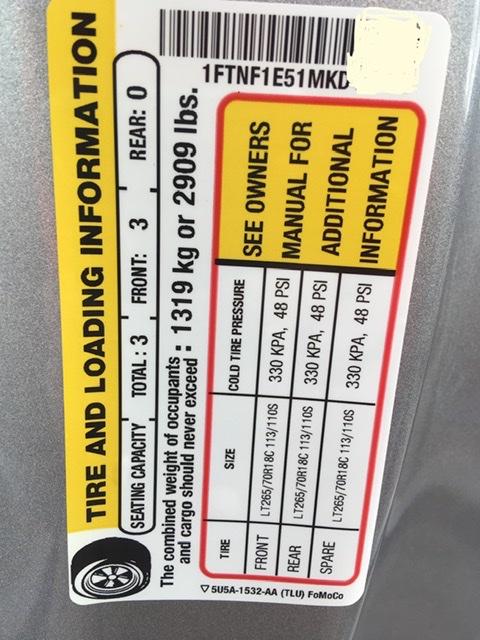 1FTNF1E51MKD
TIRE AND LOADING INFORMATION
SEATING CAPACITY TOTAL : 3 FRONT: 3 REAR: 0
The combined weight of occupants
and cargo should never exceed : 1319 kg or 2909 lbs.
TIRE SIZE COLD TIRE PRESSURE
FRONT LT265/70R18C 113/110S 330 KPA, 48 PSI
REAR LT265/70R18C 113/110S 330 KPA, 48 PSI
SPARE LT265/70R18C 113/110S 330 KPA, 48 PSI
SEE OWNERS
MANUAL FOR
ADDITIONAL
INFORMATION
▽ 5U5A-1532-AA (TLU) FoMoCo